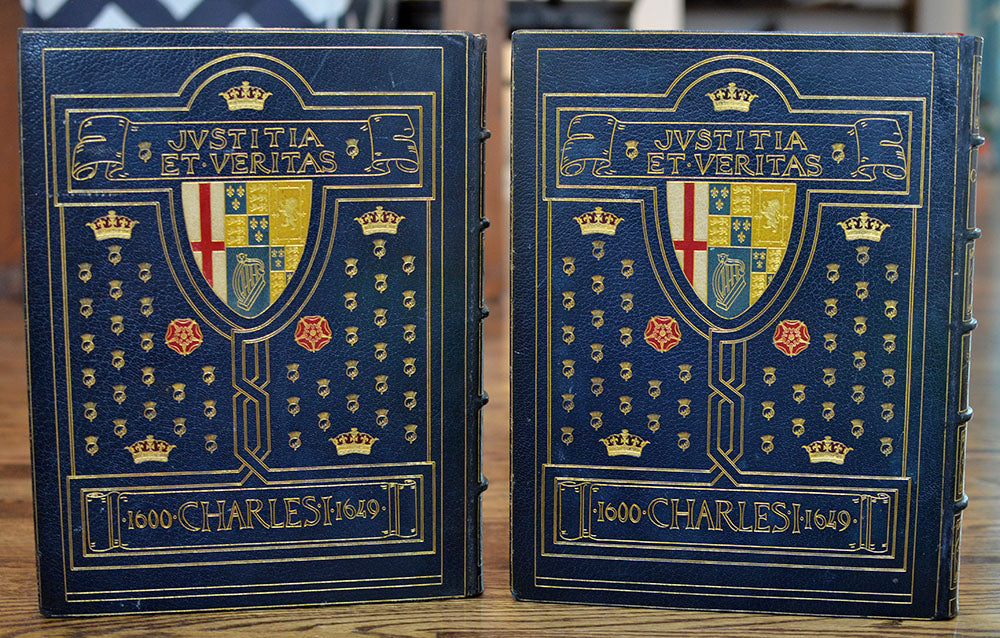 JVSTITIA
ET·VERITAS
·1600·CHARLES·I·1649·
JVSTITIA
ET·VERITAS
·1600·CHARLES·I·1649·